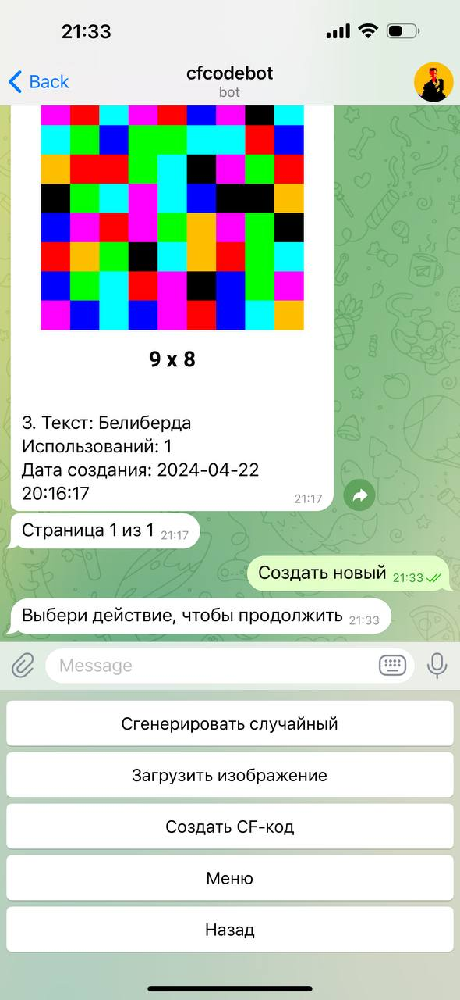 21:33
Back
cfcodebot
bot
9 x 8
3. Текст: Белиберда
Использований: 1
Дата создания: 2024-04-22
20:16:17
21:17
Страница 1 из 1 21:17
Создать новый 21:33
Выбери действие, чтобы продолжить 21:33
Message
Сгенерировать случайный
Загрузить изображение
Создать CF-код
Меню
Назад